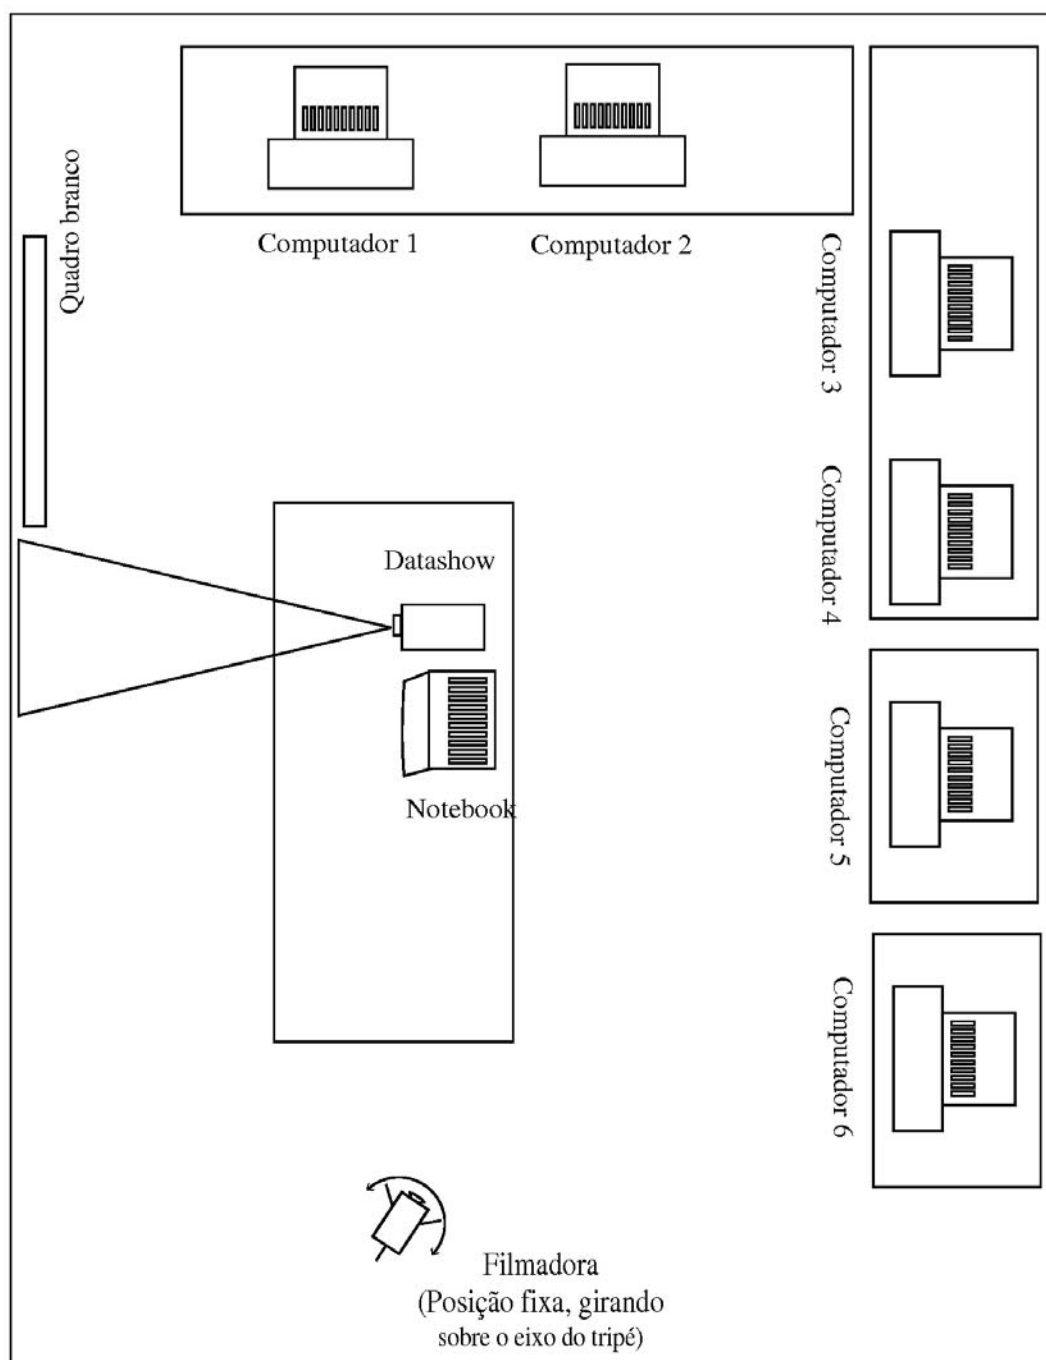 Quadro branco
Computador 1
Computador 2
Computador 3
Computador 4
Datashow
Notebook
Computador 5
Computador 6
Filmadora
(Posição fixa, girando
sobre o eixo do tripé)